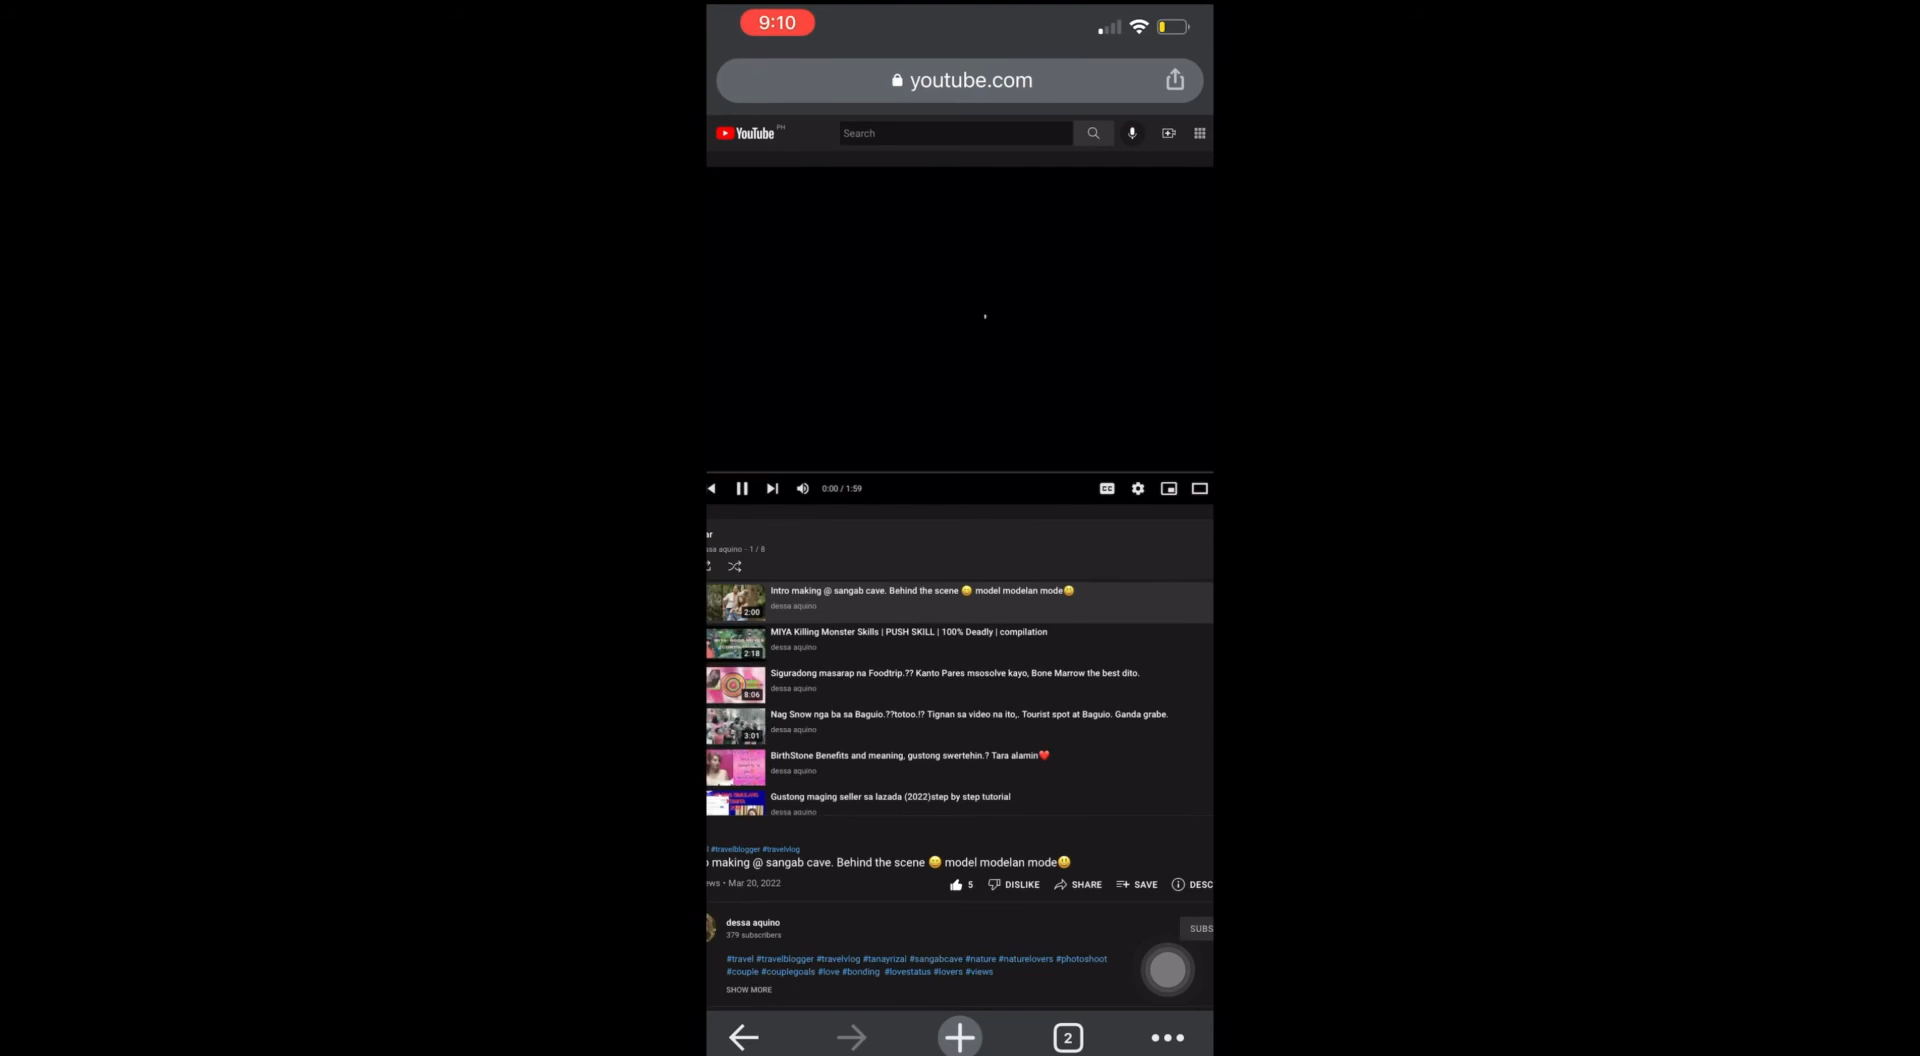 9:10
youtube.com
YouTube PH
Search
0:00 / 1:59
ar
ssa aquino - 1 / 8
Intro making @ sangab cave. Behind the scene 😄 model modelan mode😃
dessa aquino
2:00
MIYA Killing Monster Skills | PUSH SKILL | 100% Deadly | compilation
dessa aquino
2:18
Siguradong masarap na Foodtrip.?? Kanto Pares msosolve kayo, Bone Marrow the best dito.
dessa aquino
8:06
Nag Snow nga ba sa Baguio.??totoo.!? Tignan sa video na ito,. Tourist spot at Baguio. Ganda grabe.
dessa aquino
3:01
BirthStone Benefits and meaning, gustong swertehin.? Tara alamin❤️
dessa aquino
Gustong maging seller sa lazada (2022)step by step tutorial
dessa aquino
l #travelblogger #travelvlog
o making @ sangab cave. Behind the scene 😄 model modelan mode😃
ews • Mar 20, 2022
5 DISLIKE SHARE SAVE DESC
dessa aquino
379 subscribers
SUBS
#travel #travelblogger #travelvlog #tanayrizal #sangabcave #nature #naturelovers #photoshoot
#couple #couplegoals #love #bonding #lovestatus #lovers #views
SHOW MORE
2